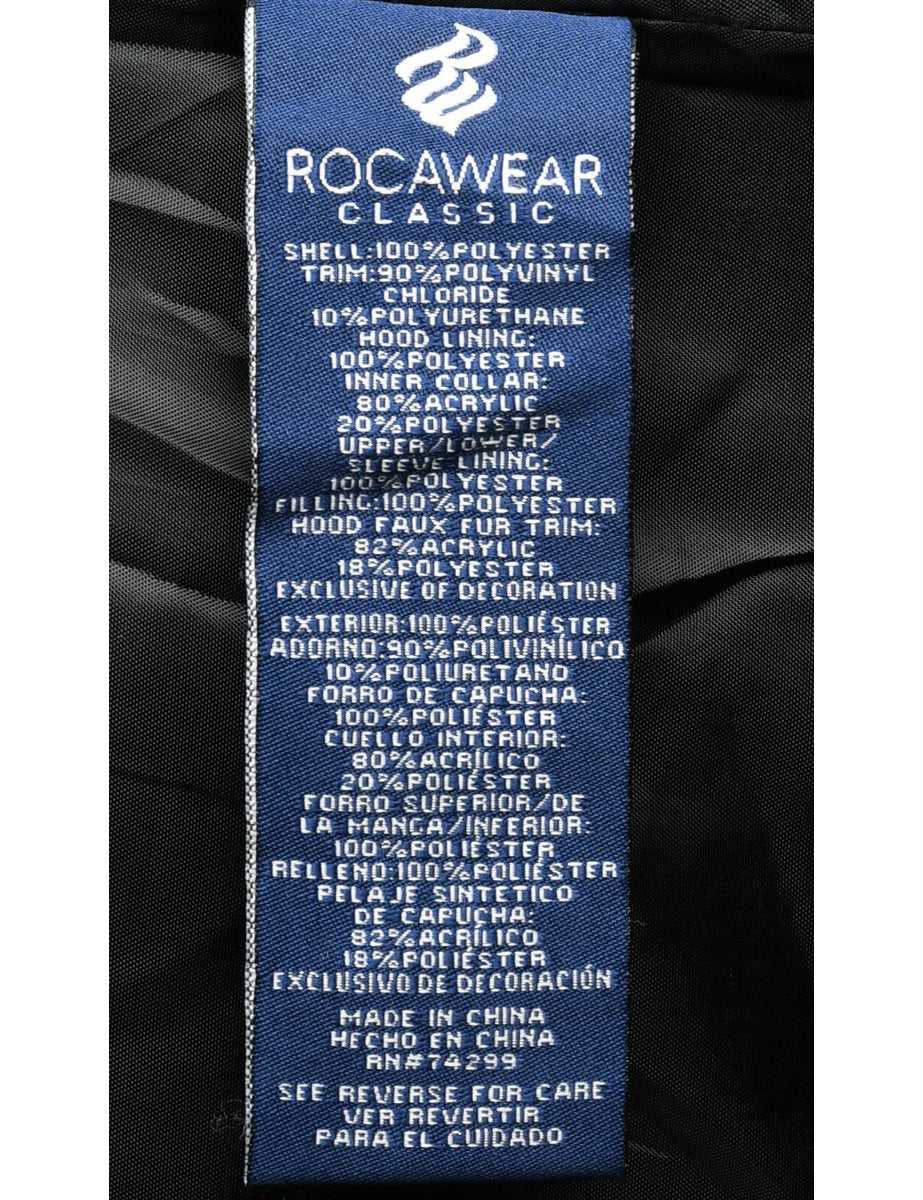 ROCAWEAR
CLASSIC
SHELL:100%POLYESTER
TRIM:90%POLYVINYL
CHLORIDE
10%POLYURETHANE
HOOD LINING:
100%POLYESTER
INNER COLLAR:
80%ACRYLIC
20%POLYESTER
UPPER/LOWER/
SLEEVE LINING:
100%POLYESTER
FILLING:100%POLYESTER
HOOD FAUX FUR TRIM:
82%ACRYLIC
18%POLYESTER
EXCLUSIVE OF DECORATION
EXTERIOR:100%POLIÉSTER
ADORNO:90%POLIVINÍLICO
10%POLIURETANO
FORRO DE CAPUCHA:
100%POLIÉSTER
CUELLO INTERIOR:
80%ACRÍLICO
20%POLIÉSTER
FORRO SUPERIOR/DE
LA MANGA/INFERIOR:
100%POLIÉSTER
RELLENO:100%POLIÉSTER
PELAJE SINTETICO
DE CAPUCHA:
82%ACRÍLICO
18%POLIÉSTER
EXCLUSIVO DE DECORACIÓN
MADE IN CHINA
HECHO EN CHINA
RN#74299
SEE REVERSE FOR CARE
VER REVERTIR
PARA EL CUIDADO